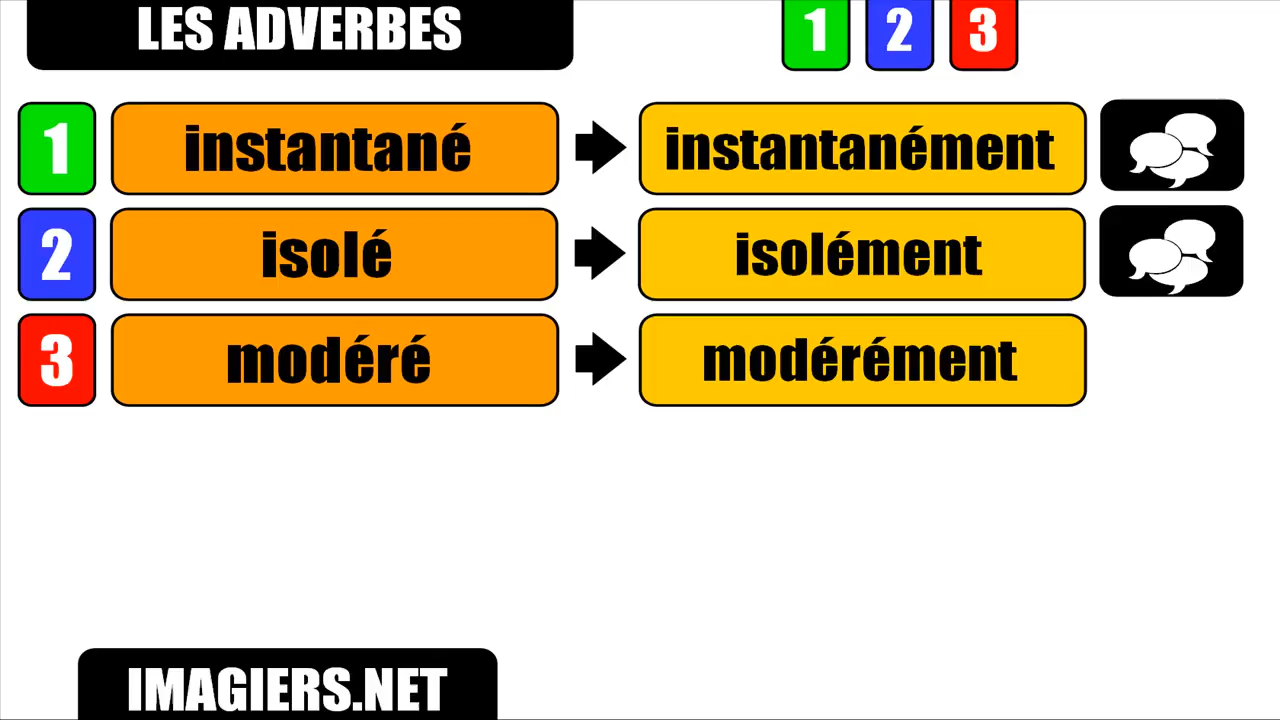 LES ADVERBES
1 2 3
1 instantané instantanément
2 isolé isolément
3 modéré modérément
IMAGIERS.NET